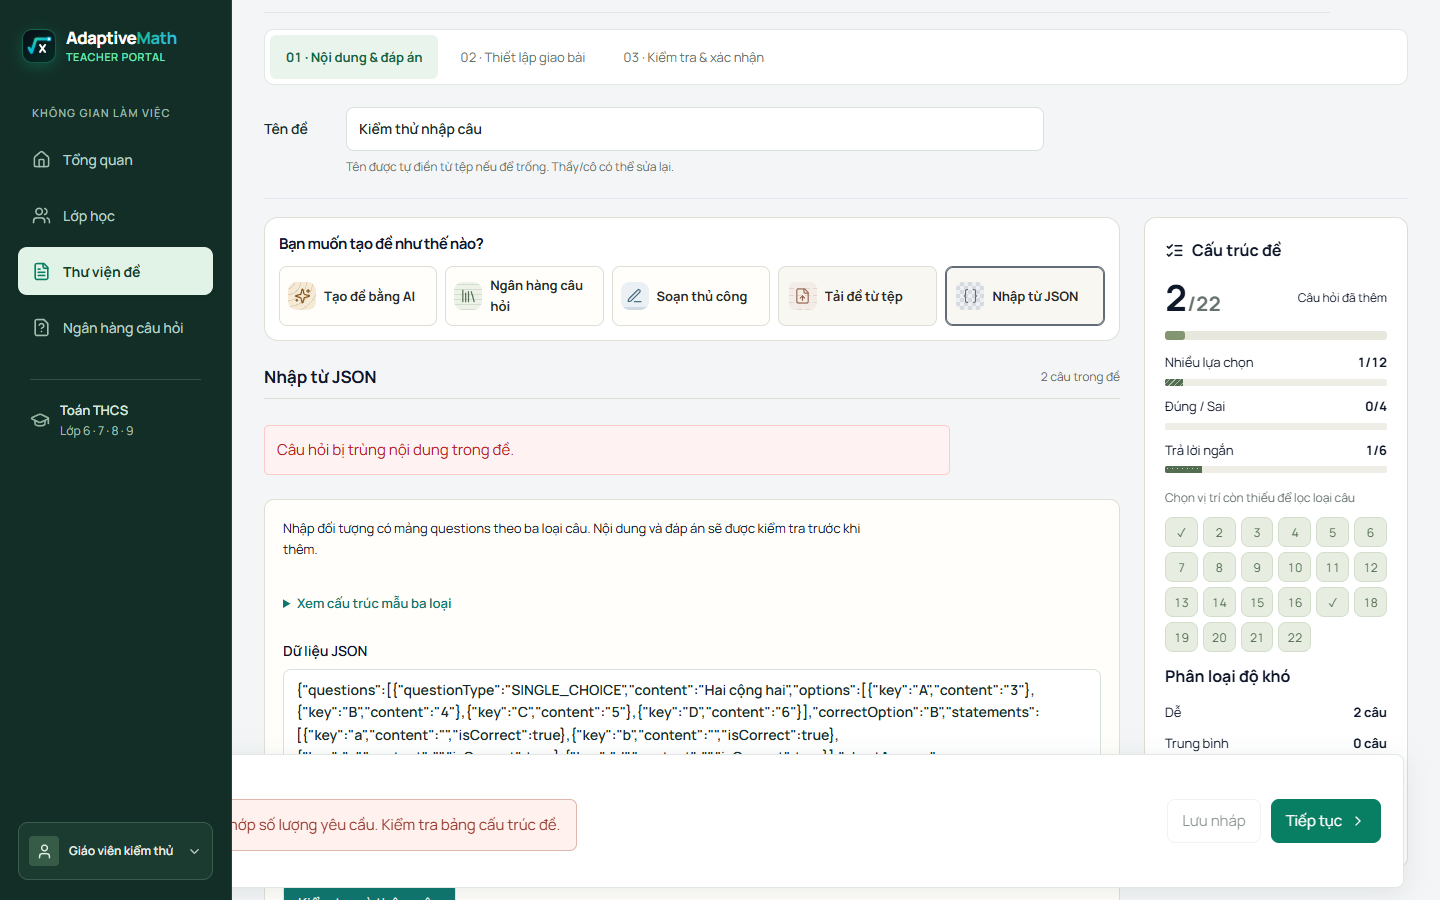 AdaptiveMath
TEACHER PORTAL
KHÔNG GIAN LÀM VIỆC
Tổng quan
Lớp học
Thư viện đề
Ngân hàng câu hỏi
Toán THCS
Lớp 6 · 7 · 8 · 9
Giáo viên kiểm thủ
01 · Nội dung & đáp án
02 · Thiết lập giao bài
03 · Kiểm tra & xác nhận
Tên đề
Kiểm thử nhập câu
Tên được tự điền từ tệp nếu để trống. Thầy/cô có thể sửa lại.
Bạn muốn tạo đề như thế nào?
Tạo đề bằng AI
Ngân hàng câu
hỏi
Soạn thủ công
Tải đề từ tệp
Nhập từ JSON
Nhập từ JSON
2 câu trong đề
Câu hỏi bị trùng nội dung trong đề.
Nhập đối tượng có mảng questions theo ba loại câu. Nội dung và đáp án sẽ được kiểm tra trước khi
thêm.
Xem cấu trúc mẫu ba loại
Dữ liệu JSON
{"questions":[{"questionType":"SINGLE_CHOICE","content":"Hai cộng hai","options":[{"key":"A","content":"3"},
{"key":"B","content":"4"},{"key":"C","content":"5"},{"key":"D","content":"6"}],"correctOption":"B","statements":
[{"key":"a","content":"","isCorrect":true},{"key":"b","content":"","isCorrect":true},
số lượng yêu cầu. Kiểm tra bảng cấu trúc đề.
Lưu nháp
Tiếp tục
Cấu trúc đề
2/22
Câu hỏi đã thêm
Nhiều lựa chọn
1/12
Đúng / Sai
0/4
Trả lời ngắn
1/6
Chọn vị trí còn thiếu để lọc loại câu
✓ 2 3 4 5 6
7 8 9 10 11 12
13 14 15 16 ✓ 18
19 20 21 22
Phân loại độ khó
Dễ
2 câu
Trung bình
0 câu